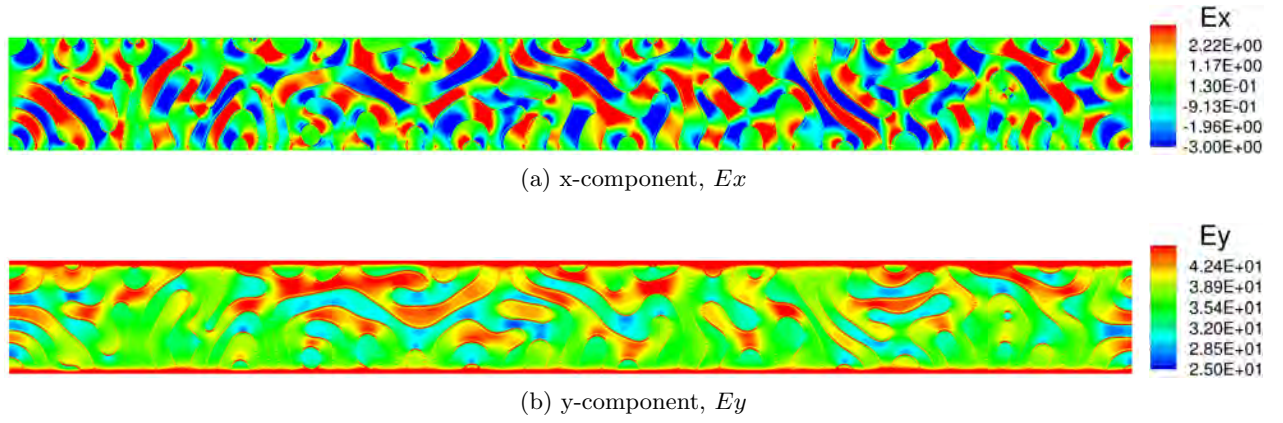 Ex
2.22E+00
1.17E+00
1.30E-01
-9.13E-01
-1.96E+00
-3.00E+00
(a) x-component, Ex
Ey
4.24E+01
3.89E+01
3.54E+01
3.20E+01
2.85E+01
2.50E+01
(b) y-component, Ey